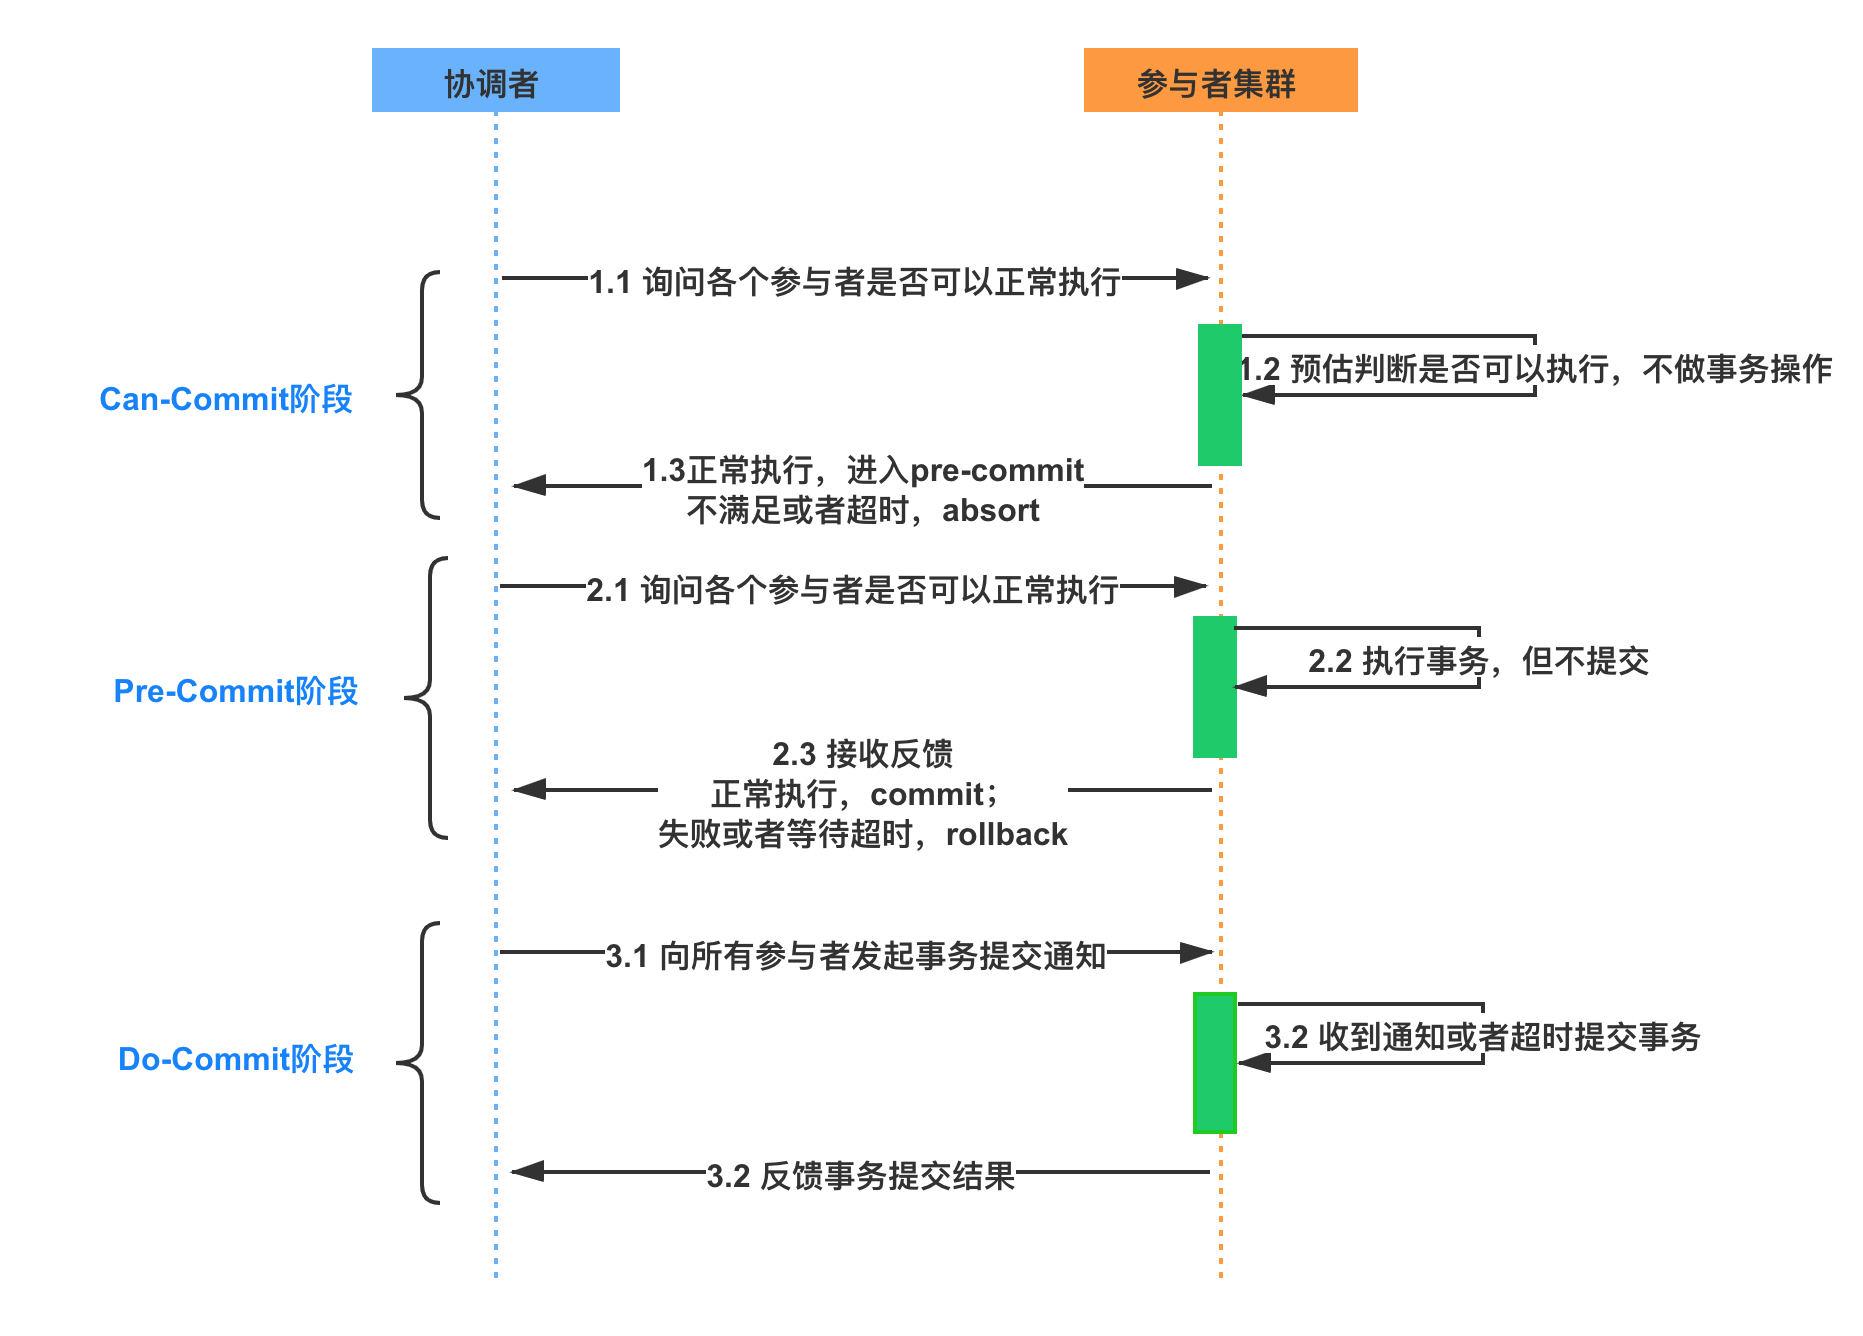 协调者
参与者集群
1.1 询问各个参与者是否可以正常执行
1.2 预估判断是否可以执行，不做事务操作
Can-Commit阶段
1.3正常执行，进入pre-commit
不满足或者超时，absort
2.1 询问各个参与者是否可以正常执行
2.2 执行事务，但不提交
Pre-Commit阶段
2.3 接收反馈
正常执行，commit；
失败或者等待超时，rollback
3.1 向所有参与者发起事务提交通知
3.2 收到通知或者超时提交事务
Do-Commit阶段
3.2 反馈事务提交结果